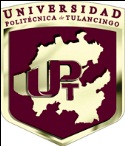 UNIVERSIDAD
POLITÉCNICA de TULANCINGO
UPT